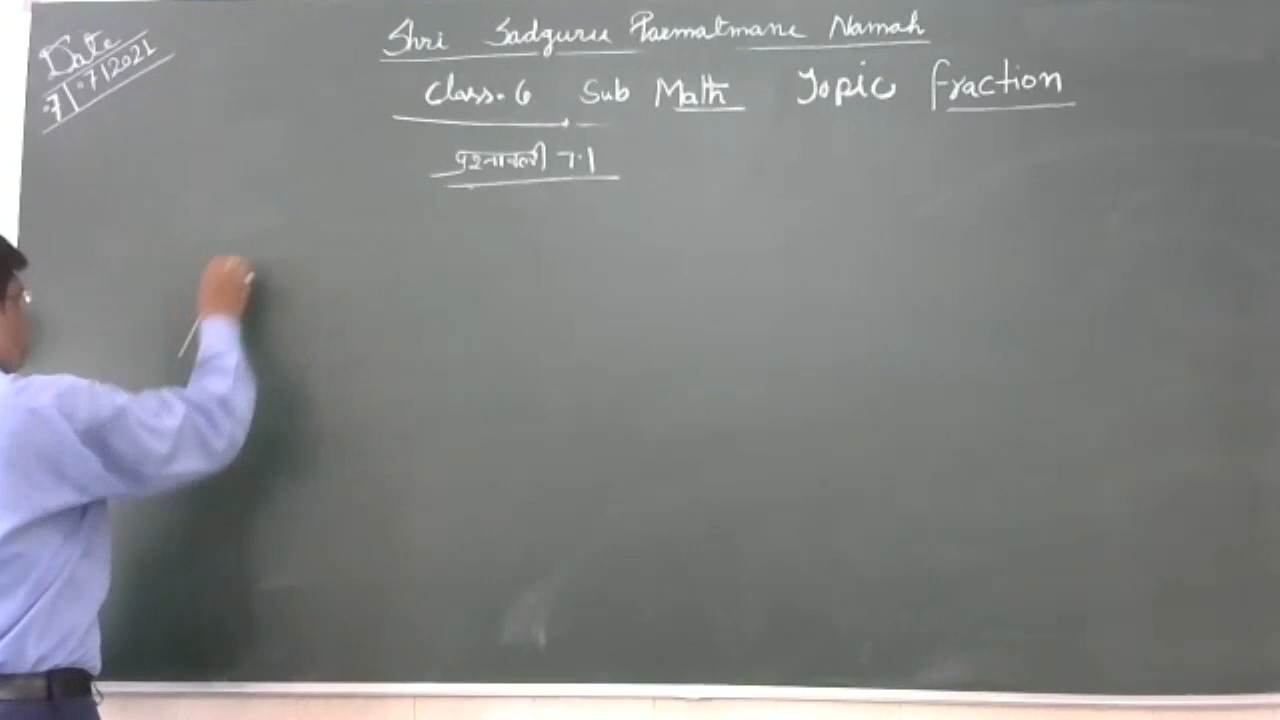 Date
7|.7|2021
Shri Sadguru Parmatmane Namah
Class.6 Sub Math Topic fraction
प्रश्नावली 7.1